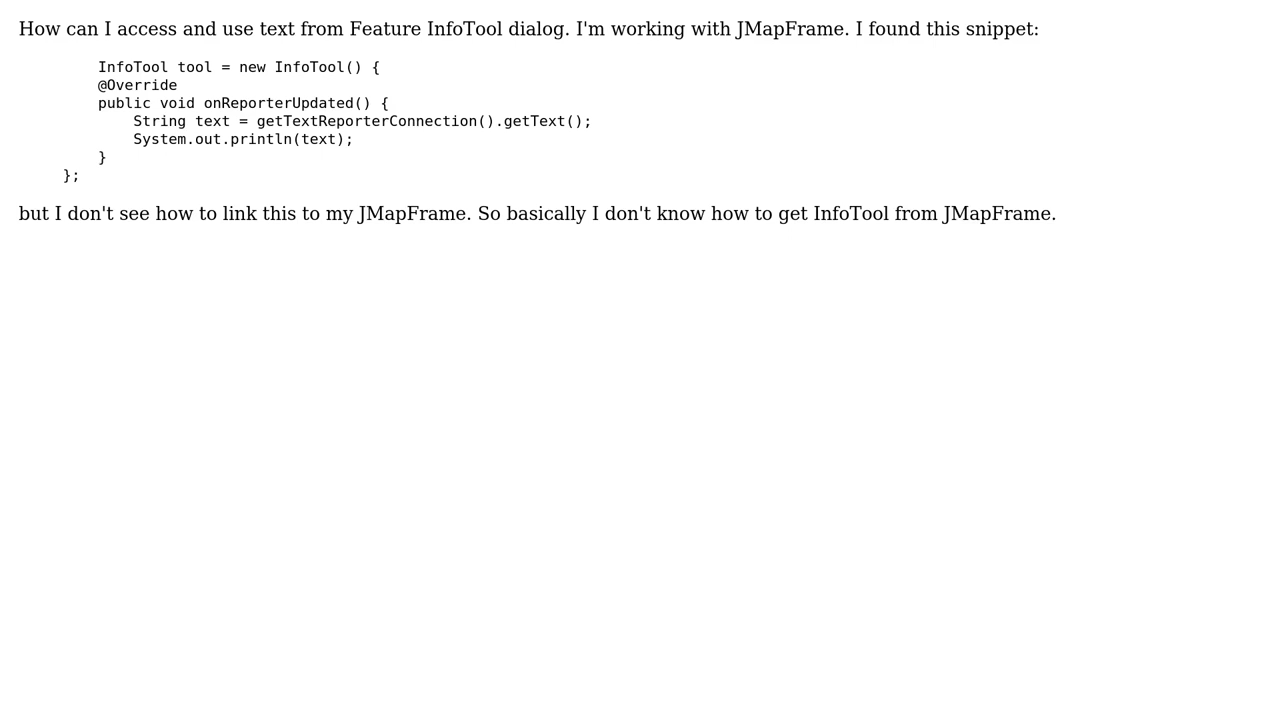 How can I access and use text from Feature InfoTool dialog. I'm working with JMapFrame. I found this snippet:
InfoTool tool = new InfoTool() {
@Override
public void onReporterUpdated() {
String text = getTextReporterConnection().getText();
System.out.println(text);
}
};
but I don't see how to link this to my JMapFrame. So basically I don't know how to get InfoTool from JMapFrame.